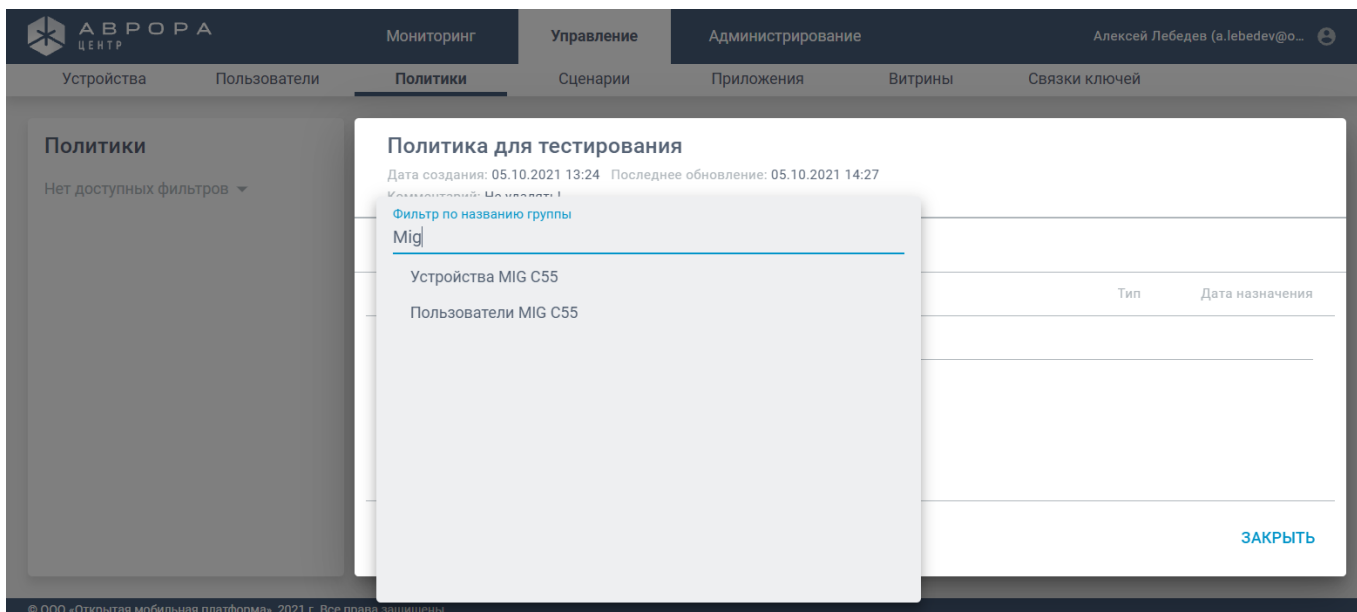 АВРОРА
ЦЕНТР
Мониторинг Управление Администрирование Алексей Лебедев (a.lebedev@o...
Устройства Пользователи Политики Сценарии Приложения Витрины Связки ключей
Политики
Нет доступных фильтров
Политика для тестирования
Дата создания: 05.10.2021 13:24 Последнее обновление: 05.10.2021 14:27
Комментарий: Не удалять!
Фильтр по названию группы
Mig
Устройства MIG C55
Пользователи MIG C55
Тип Дата назначения
ЗАКРЫТЬ
© ООО «Открытая мобильная платформа», 2021 г. Все права защищены